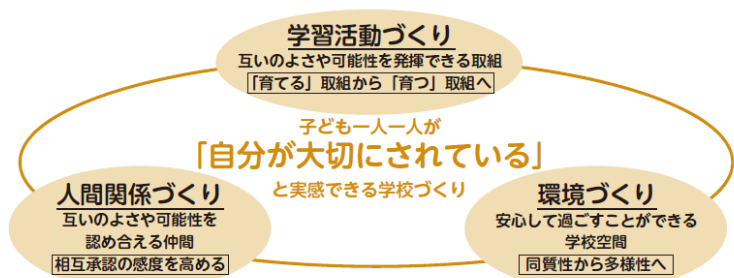 学習活動づくり
互いのよさや可能性を発揮できる取組
「育てる」取組から「育つ」取組へ
子ども一人一人が
「自分が大切にされている」
と実感できる学校づくり
人間関係づくり
互いのよさや可能性を
認め合える仲間
相互承認の感度を高める
環境づくり
安心して過ごすことができる
学校空間
同質性から多様性へ